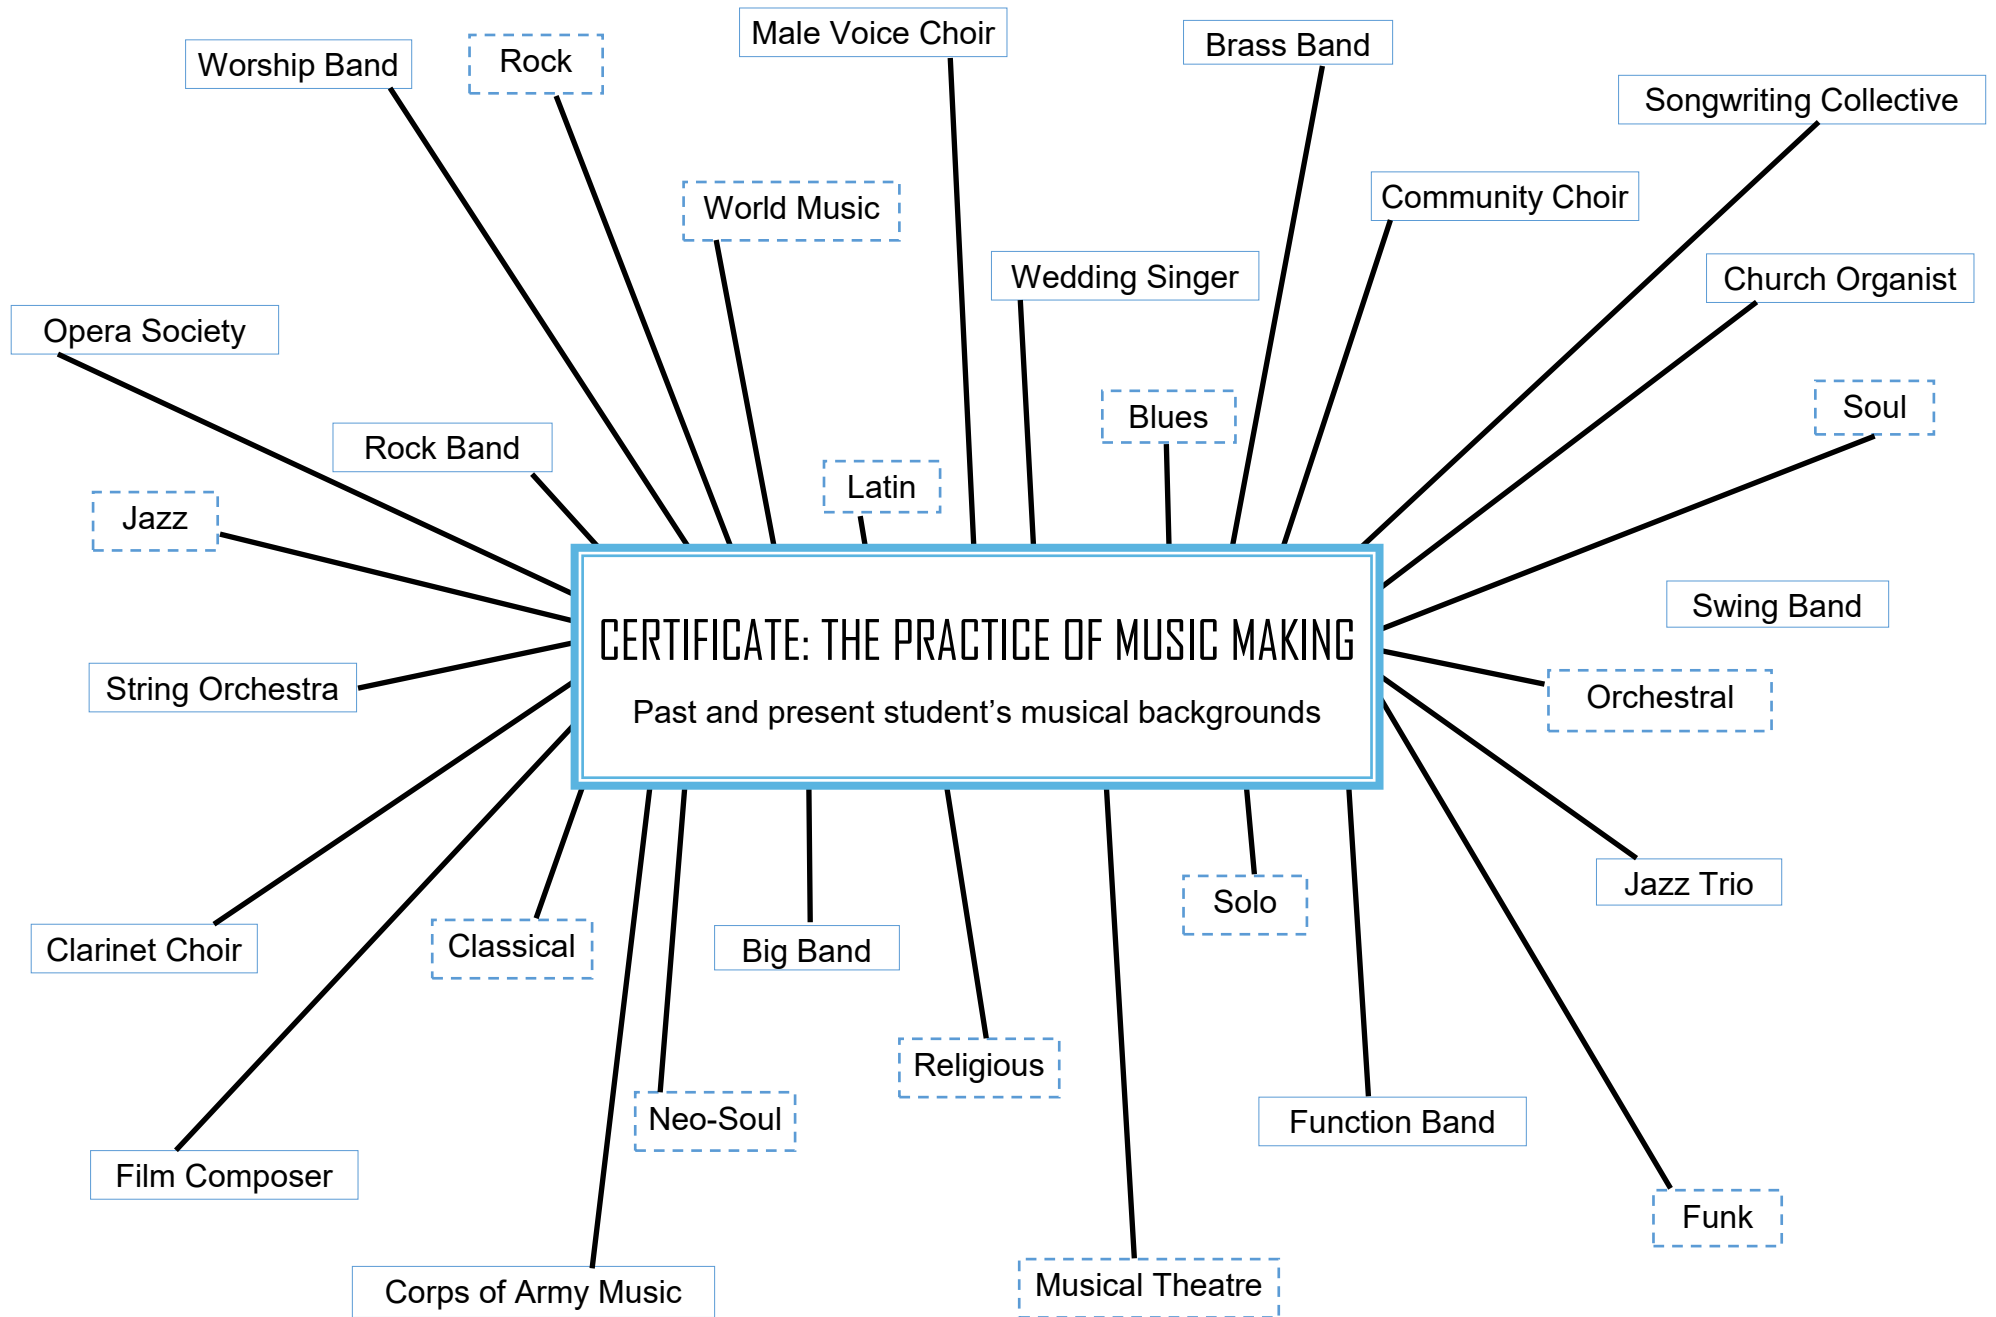 Male Voice Choir
Brass Band
Worship Band
Rock
Songwriting Collective
World Music
Community Choir
Wedding Singer
Church Organist
Opera Society
Blues
Soul
Rock Band
Latin
Jazz
Swing Band
CERTIFICATE: THE PRACTICE OF MUSIC MAKING
Past and present student’s musical backgrounds
String Orchestra
Orchestral
Jazz Trio
Solo
Clarinet Choir
Classical
Big Band
Religious
Neo-Soul
Function Band
Film Composer
Funk
Corps of Army Music
Musical Theatre